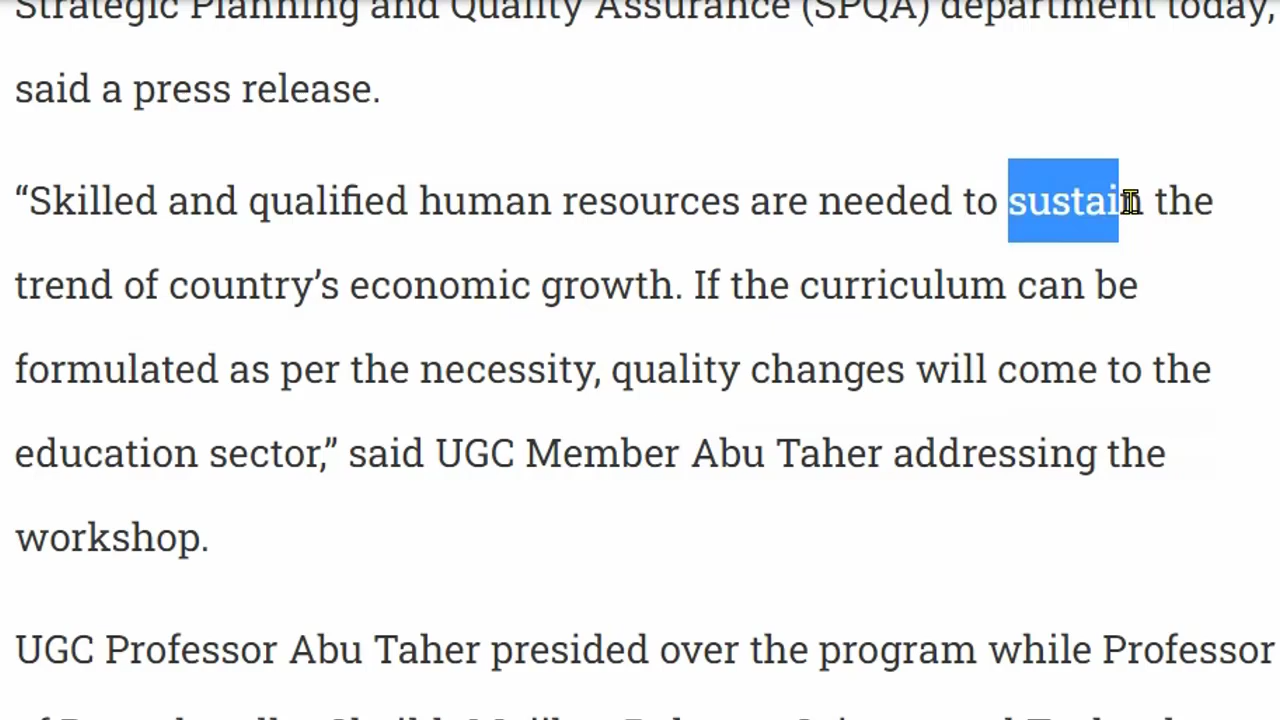 Strategic Planning and Quality Assurance (SPQA) department today,
said a press release.
“Skilled and qualified human resources are needed to sustain the
trend of country’s economic growth. If the curriculum can be
formulated as per the necessity, quality changes will come to the
education sector,” said UGC Member Abu Taher addressing the
workshop.
UGC Professor Abu Taher presided over the program while Professor